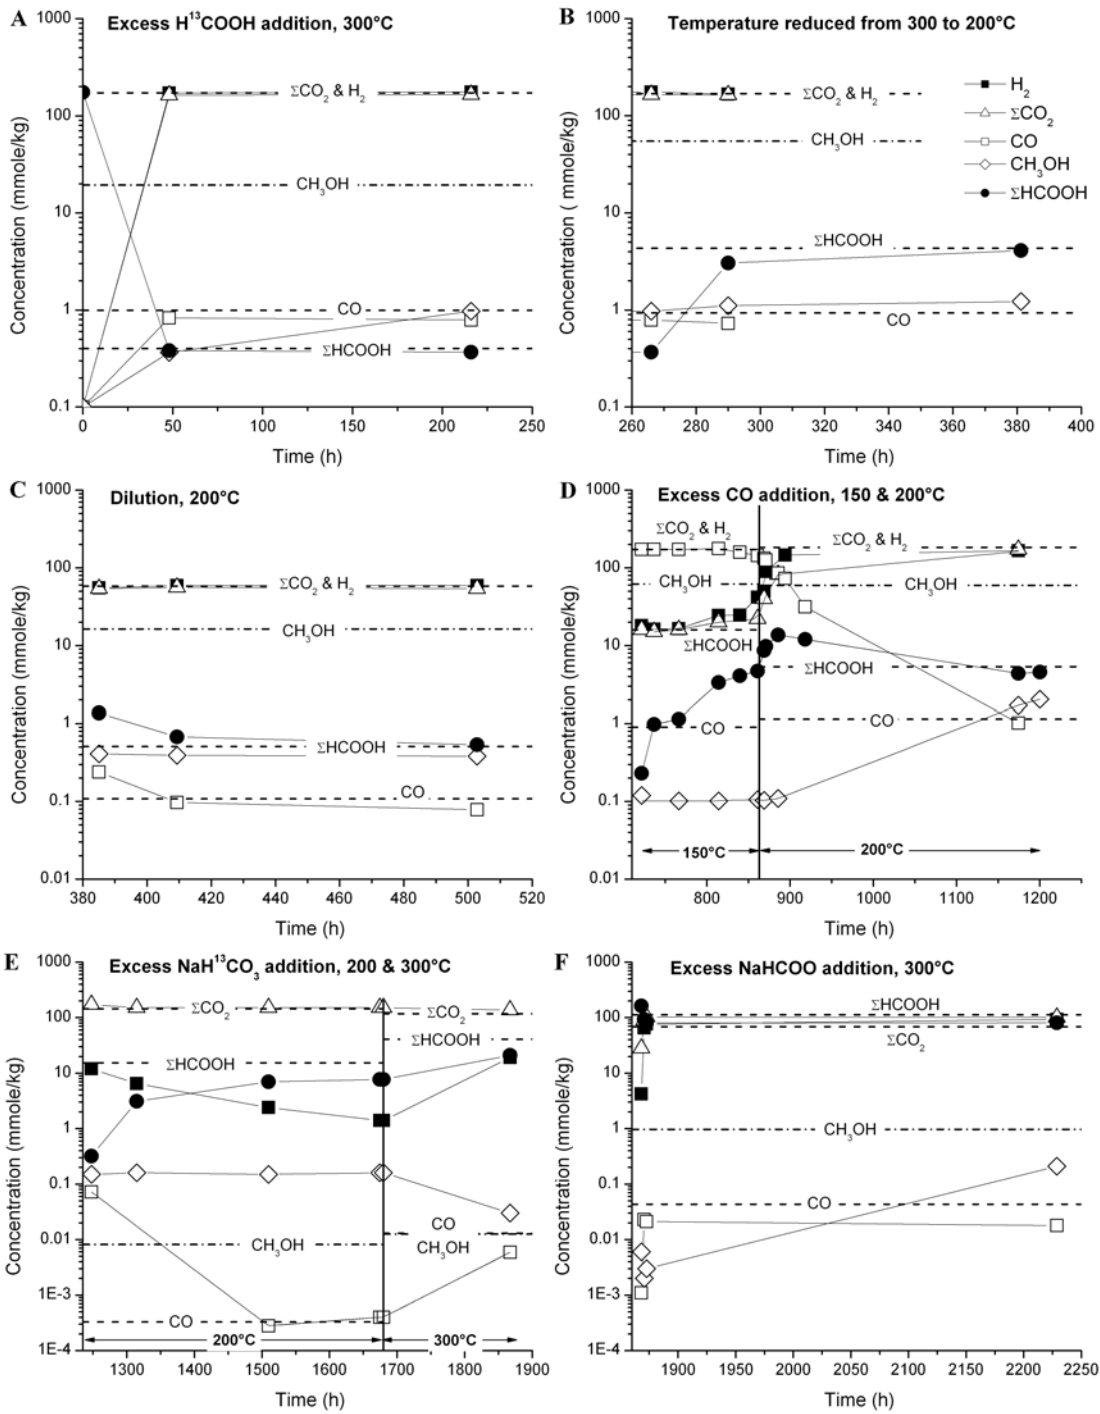 A Excess H¹³COOH addition, 300°C
1000
100
10
1
0.1
Concentration (mmole/kg)
ΣCO₂ & H₂
CH₃OH
CO
ΣHCOOH
0 50 100 150 200 250
Time (h)
B Temperature reduced from 300 to 200°C
1000
100
10
1
0.1
Concentration ( mmole/kg)
H₂
ΣCO₂
CO
CH₃OH
ΣHCOOH
ΣCO₂ & H₂
CH₃OH
ΣHCOOH
CO
260 280 300 320 340 360 380 400
Time (h)
C Dilution, 200°C
1000
100
10
1
0.1
0.01
Concentration (mmole/kg)
ΣCO₂ & H₂
CH₃OH
ΣHCOOH
CO
380 400 420 440 460 480 500 520
Time (h)
D Excess CO addition, 150 & 200°C
1000
100
10
1
0.1
0.01
Concentration (mmole/kg)
ΣCO₂ & H₂
ΣCO₂ & H₂
CH₃OH
CH₃OH
ΣHCOOH
ΣHCOOH
CO
CO
150°C
200°C
800 900 1000 1100 1200
Time (h)
E Excess NaH¹³CO₃ addition, 200 & 300°C
1000
100
10
1
0.1
0.01
1E-3
1E-4
Concentration (mmole/kg)
ΣCO₂
ΣCO₂
ΣHCOOH
ΣHCOOH
CO
CH₃OH
CH₃OH
CO
200°C
300°C
1300 1400 1500 1600 1700 1800 1900
Time (h)
F Excess NaHCOO addition, 300°C
1000
100
10
1
0.1
0.01
1E-3
1E-4
Concentration (mmole/kg)
ΣHCOOH
ΣCO₂
CH₃OH
CO
1900 1950 2000 2050 2100 2150 2200 2250
Time (h)